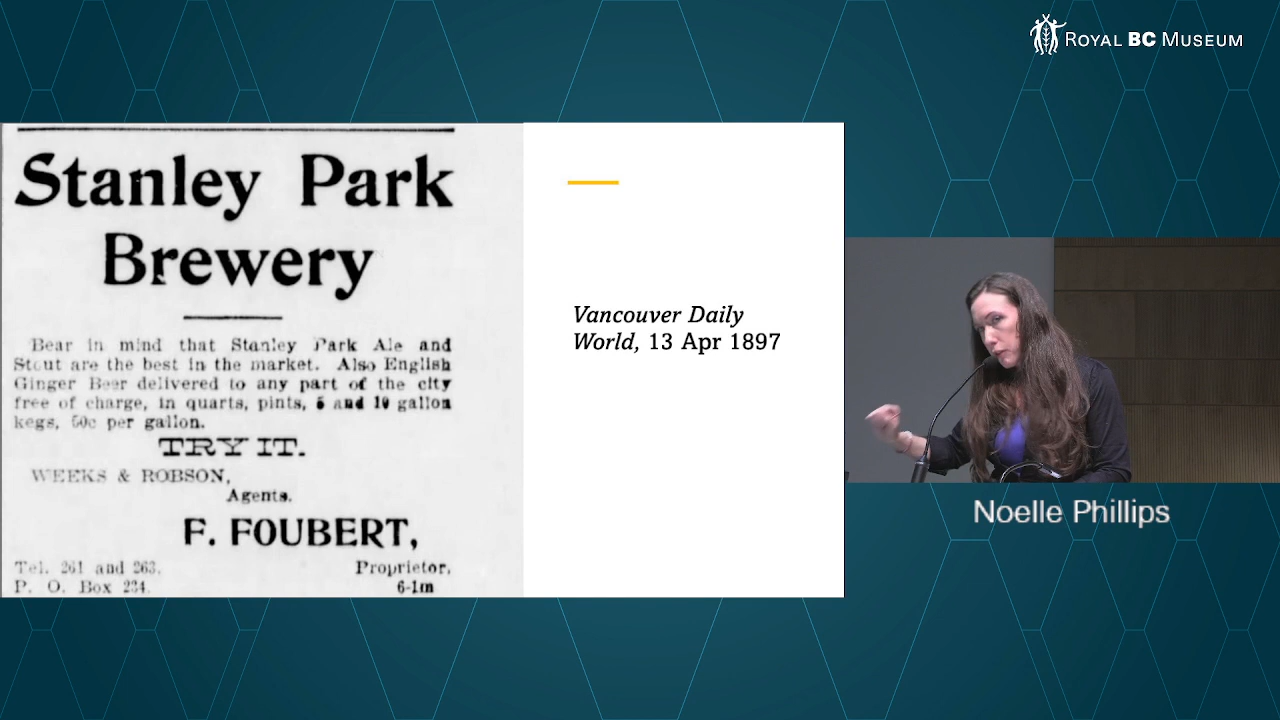 ROYAL BC MUSEUM
Stanley Park
Brewery
Bear in mind that Stanley Park Ale and
Stout are the best in the market. Also English
Ginger Beer delivered to any part of the city
free of charge, in quarts, pints, 5 and 10 gallon
kegs, 50c per gallon.
TRY IT.
WEEKS & ROBSON,
Agents.
F. FOUBERT,
Tel. 261 and 263. Proprietor.
P. O. Box 234. 6-1m
Vancouver Daily
World, 13 Apr 1897
Noelle Phillips